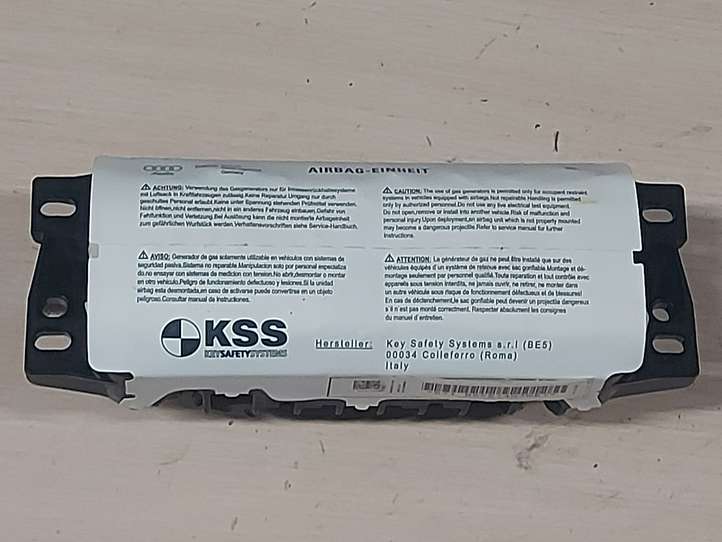 AIRBAG-EINHEIT
ACHTUNG: Verwendung des Gasgenerators nur für Inneninsassenrückhaltesysteme
mit Luftsack in Kraftfahrzeugen zulässig.Keine Reparatur Umgang nur durch
geschultes Personal erlaubt.Keine unter Spannung stehenden Prüfmittel verwenden.
Nicht öffnen,nicht entfernen,nicht in ein anderes Fahrzeug einbauen.Gefahr von
Fehlfunktion und Verletzung.Bei Auslösung kann die nicht montierte Airbageinheit
zum gefährlichen Wurfstück werden.Verhaltensvorschriften siehe Service-Handbuch.
CAUTION: The use of gas generators is permitted only for occupant restraint
systems in vehicles equipped with airbags.Not repairable Handling is permitted
only by authorized personnel.Do not use any live electrical test equipment.
Do not open,remove or install into another vehicle.Risk of malfunction and
personal injury.Upon deployment,an airbag unit which is not properly mounted
may become a dangerous projectile.Refer to service manual for further
instructions.
AVISO: Generador de gas solamente utilizable en vehículos con sistemas de
seguridad pasiva.Sistema no reparable.Manipulacion solo por personal especializa
do.no ensayar con sistemas de medicion con tension.No abrir,desmontar o montar
en otro vehiculo.Peligro de funcionamiento defectuoso y lesiones.Si la unidad
airbag esta desmontada,en caso de activarse puede convertirse en un objeto
peligroso.Consultar manual de instrucciones.
ATTENTION: La générateur de gaz ne peut être installé que sur des
véhicules équipés d'un système de retenue avec sac gonflable.Montage et dé-
montage seulement par personnel qualifié.Toute réparation et tout contrôle avec
appareils sous tension interdits,ne jamais ouvrir, ne retirer, ne monter dans
un autre véhicule sous risque de fonctionnement défectueux et de blessures!
En cas de déclenchement,le sac gonflable peut devenir un projectile dangereux
s'il n'est pas monté correctement. Respecter absolument les consignes
du manuel d'entretien.
KSS
KEYSAFETYSYSTEMS
Hersteller: Key Safety Systems s.r.l (BE5)
00034 Colleferro (Roma)
Italy